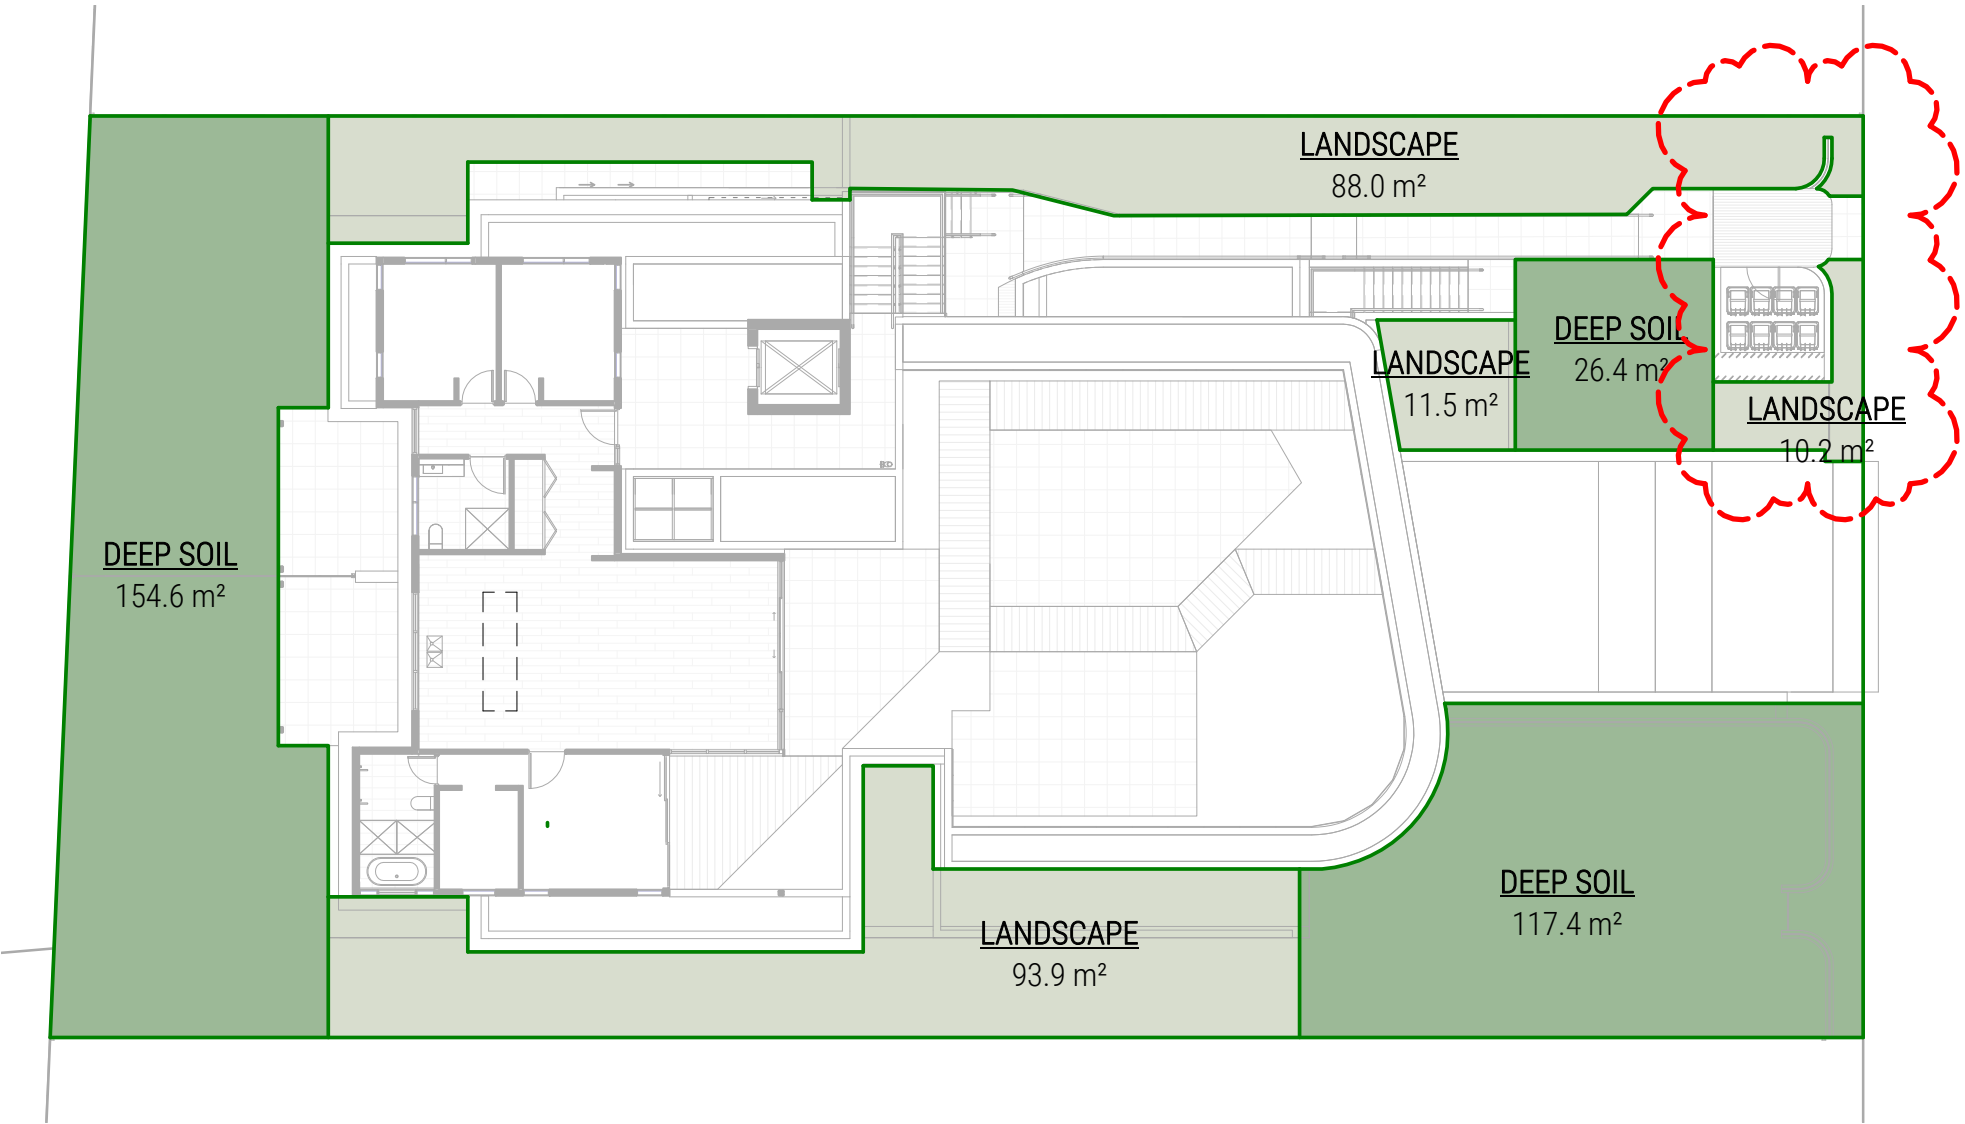 LANDSCAPE
88.0 m²
DEEP SOIL
26.4 m²
LANDSCAPE
11.5 m²
LANDSCAPE
10.2 m²
DEEP SOIL
154.6 m²
DEEP SOIL
117.4 m²
LANDSCAPE
93.9 m²